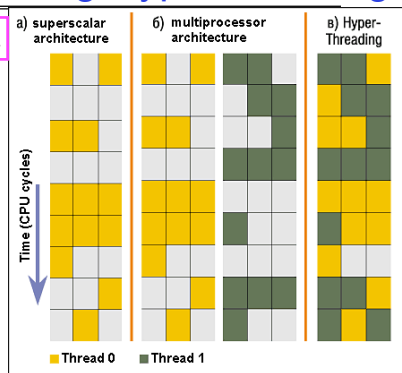 а) superscalar
architecture
б) multiprocessor
architecture
в) Hyper-
Threading
Time (CPU cycles)
Thread 0
Thread 1